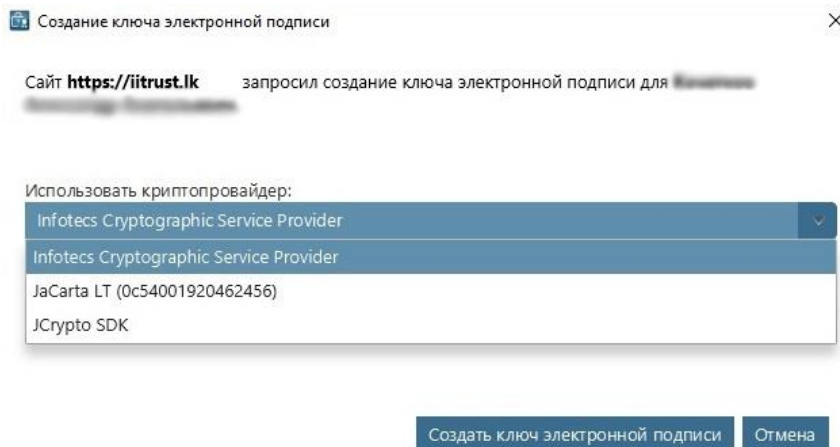 Создание ключа электронной подписи
Сайт https://iitrust.lk запросил создание ключа электронной подписи для
Использовать криптопровайдер:
Infotecs Cryptographic Service Provider
Infotecs Cryptographic Service Provider
JaCarta LT (0c54001920462456)
JCrypto SDK
Создать ключ электронной подписи Отмена